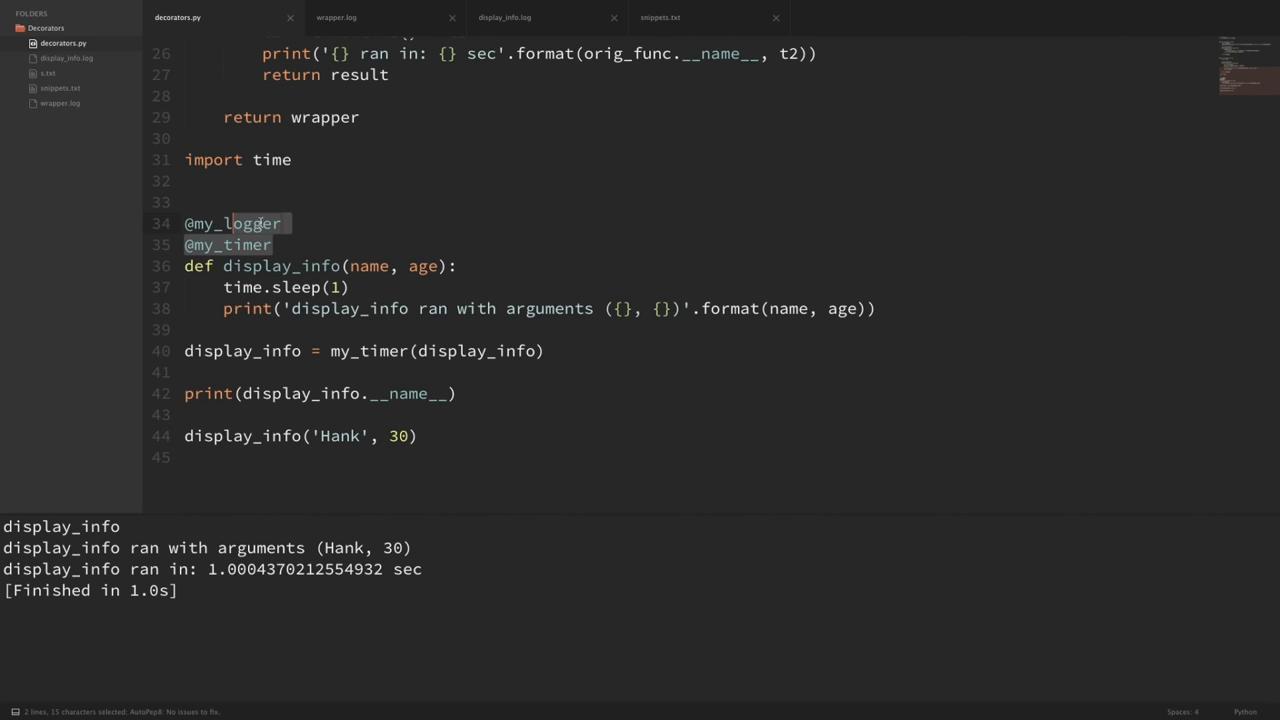 FOLDERS
Decorators
decorators.py
display_info.log
s.txt
snippets.txt
wrapper.log
decorators.py
wrapper.log
display_info.log
snippets.txt
26 print('{} ran in: {} sec'.format(orig_func.__name__, t2))
27 return result
28
29 return wrapper
30
31 import time
32
33
34 @my_logger
35 @my_timer
36 def display_info(name, age):
37 time.sleep(1)
38 print('display_info ran with arguments ({}, {})'.format(name, age))
39
40 display_info = my_timer(display_info)
41
42 print(display_info.__name__)
43
44 display_info('Hank', 30)
45
display_info
display_info ran with arguments (Hank, 30)
display_info ran in: 1.0004370212554932 sec
[Finished in 1.0s]
2 lines, 15 characters selected; AutoPep8: No issues to fix.
Spaces: 4
Python